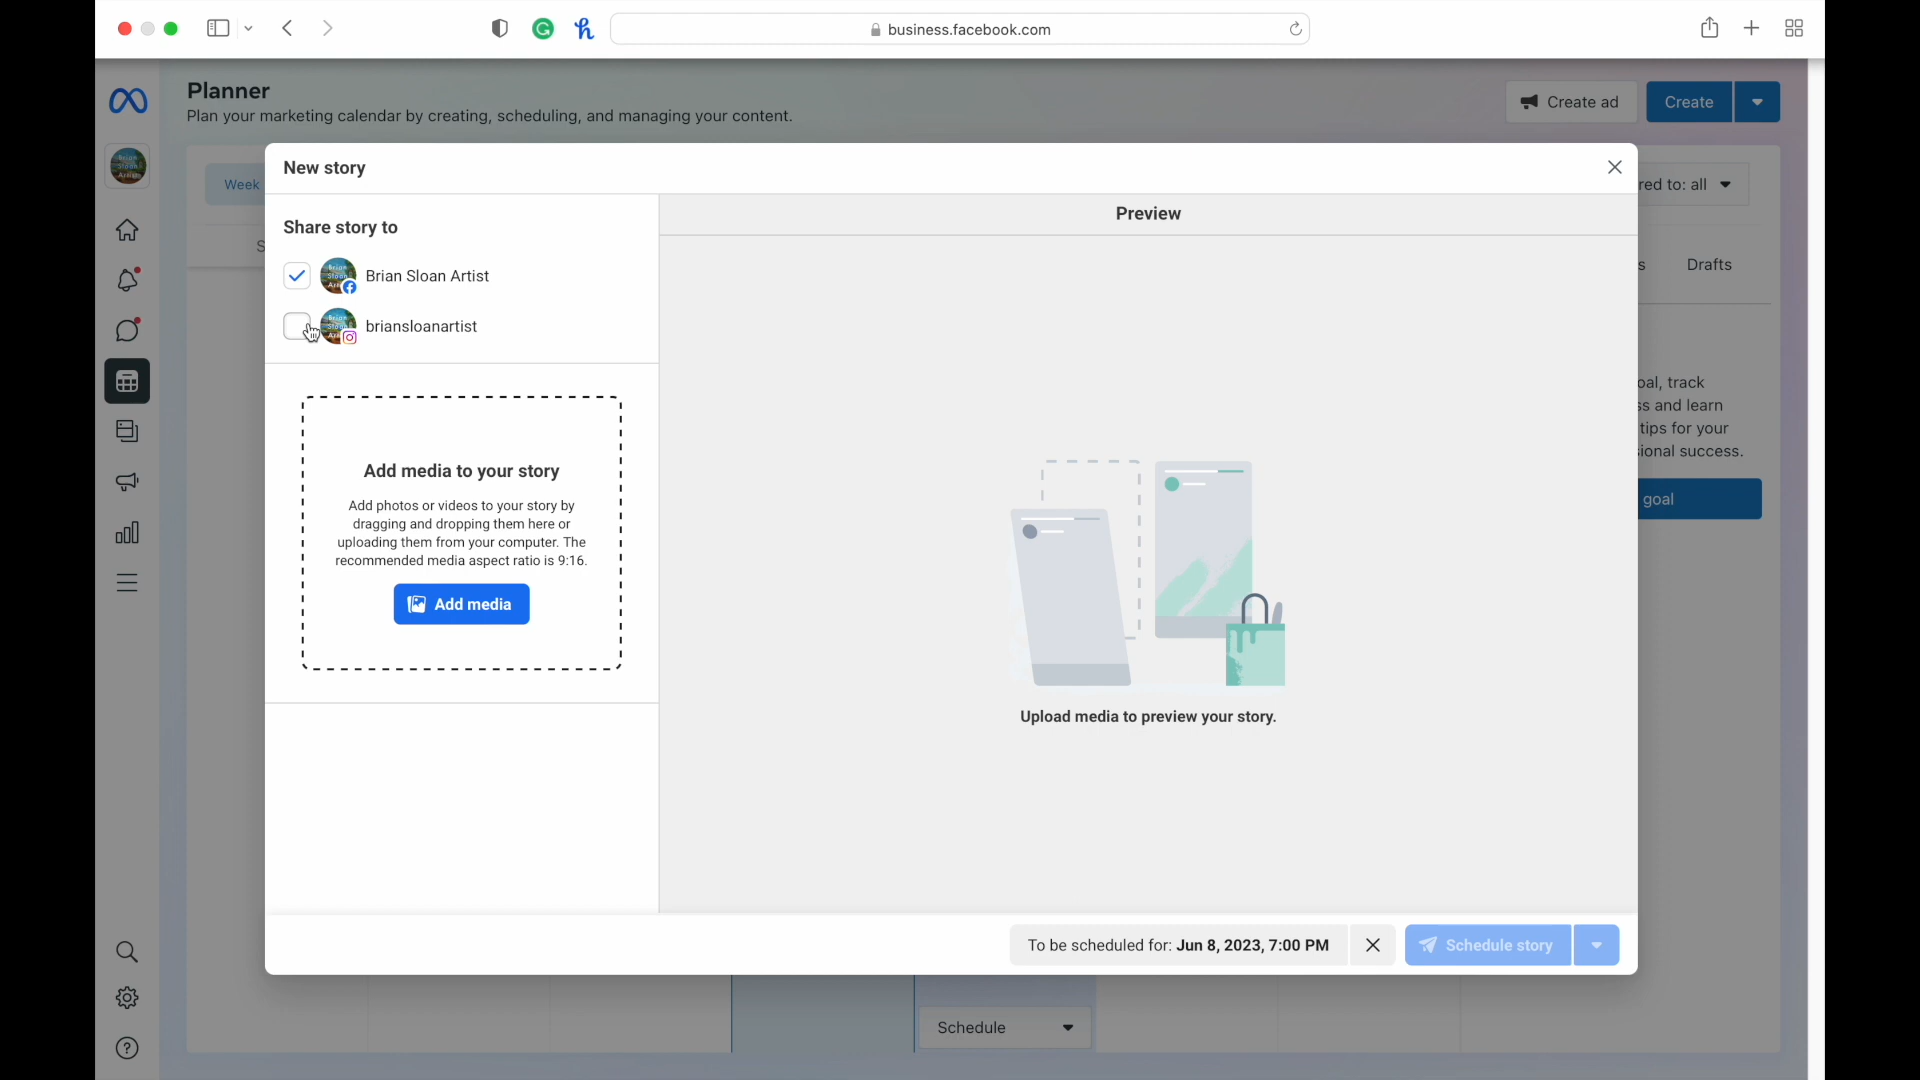 business.facebook.com
Planner
Plan your marketing calendar by creating, scheduling, and managing your content.
Create ad
Create
Week
red to: all
New story
Share story to
Preview
Brian Sloan Artist
briansloanartist
S
s
Drafts
oal, track
ss and learn
tips for your
ional success.
goal
Add media to your story
Add photos or videos to your story by
dragging and dropping them here or
uploading them from your computer. The
recommended media aspect ratio is 9:16.
Add media
Upload media to preview your story.
To be scheduled for: Jun 8, 2023, 7:00 PM
Schedule story
Schedule